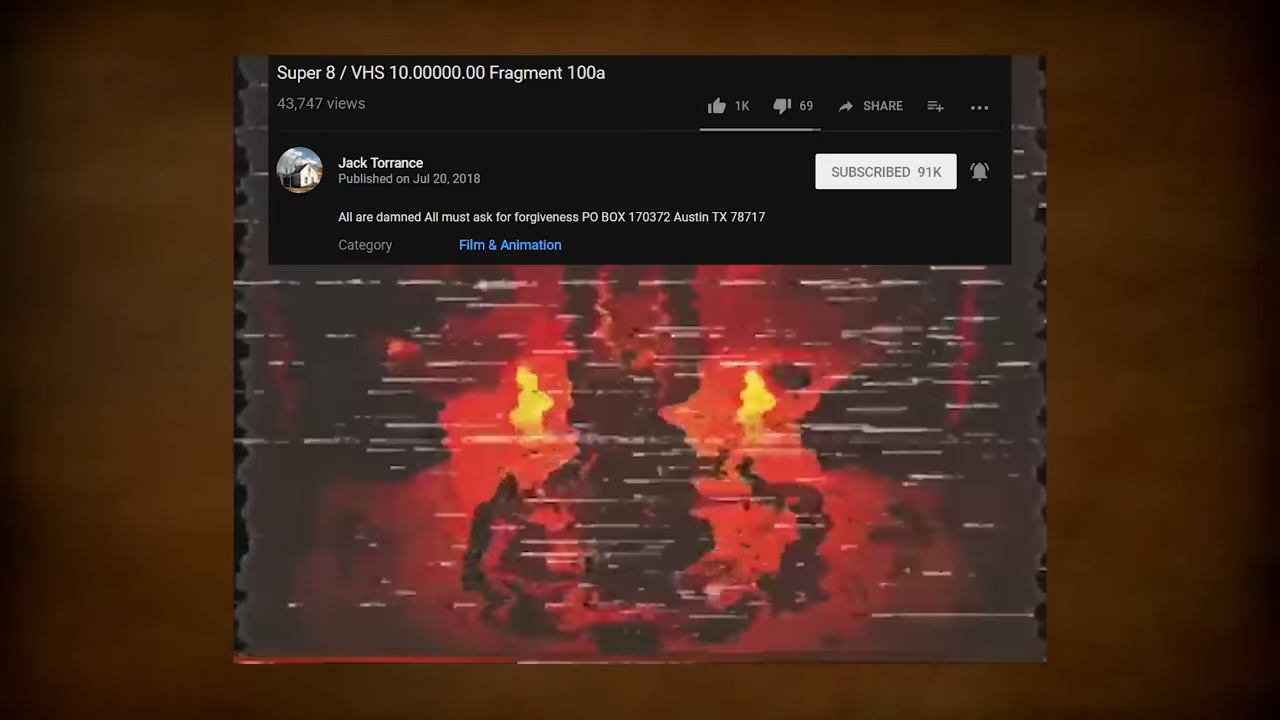 Super 8 / VHS 10.00000.00 Fragment 100a
43,747 views
1K 69 SHARE
Jack Torrance
Published on Jul 20, 2018
SUBSCRIBED 91K
All are damned All must ask for forgiveness PO BOX 170372 Austin TX 78717
Category Film & Animation